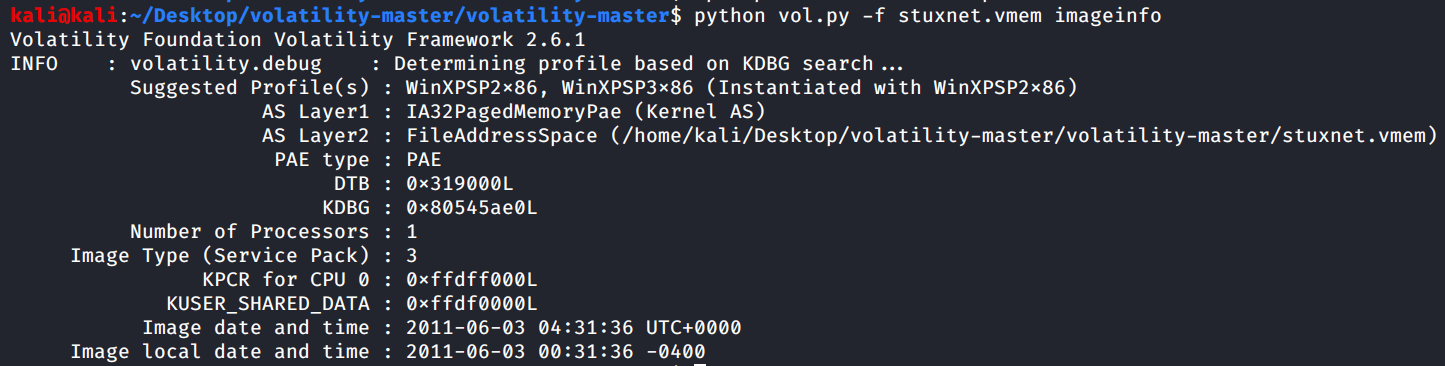 kali@kali:~/Desktop/volatility-master/volatility-master$ python vol.py -f stuxnet.vmem imageinfo
Volatility Foundation Volatility Framework 2.6.1
INFO    : volatility.debug    : Determining profile based on KDBG search...
Suggested Profile(s) : WinXPSP2x86, WinXPSP3x86 (Instantiated with WinXPSP2x86)
AS Layer1 : IA32PagedMemoryPae (Kernel AS)
AS Layer2 : FileAddressSpace (/home/kali/Desktop/volatility-master/volatility-master/stuxnet.vmem)
PAE type : PAE
DTB : 0x319000L
KDBG : 0x80545ae0L
Number of Processors : 1
Image Type (Service Pack) : 3
KPCR for CPU 0 : 0xffdff000L
KUSER_SHARED_DATA : 0xffdf0000L
Image date and time : 2011-06-03 04:31:36 UTC+0000
Image local date and time : 2011-06-03 00:31:36 -0400